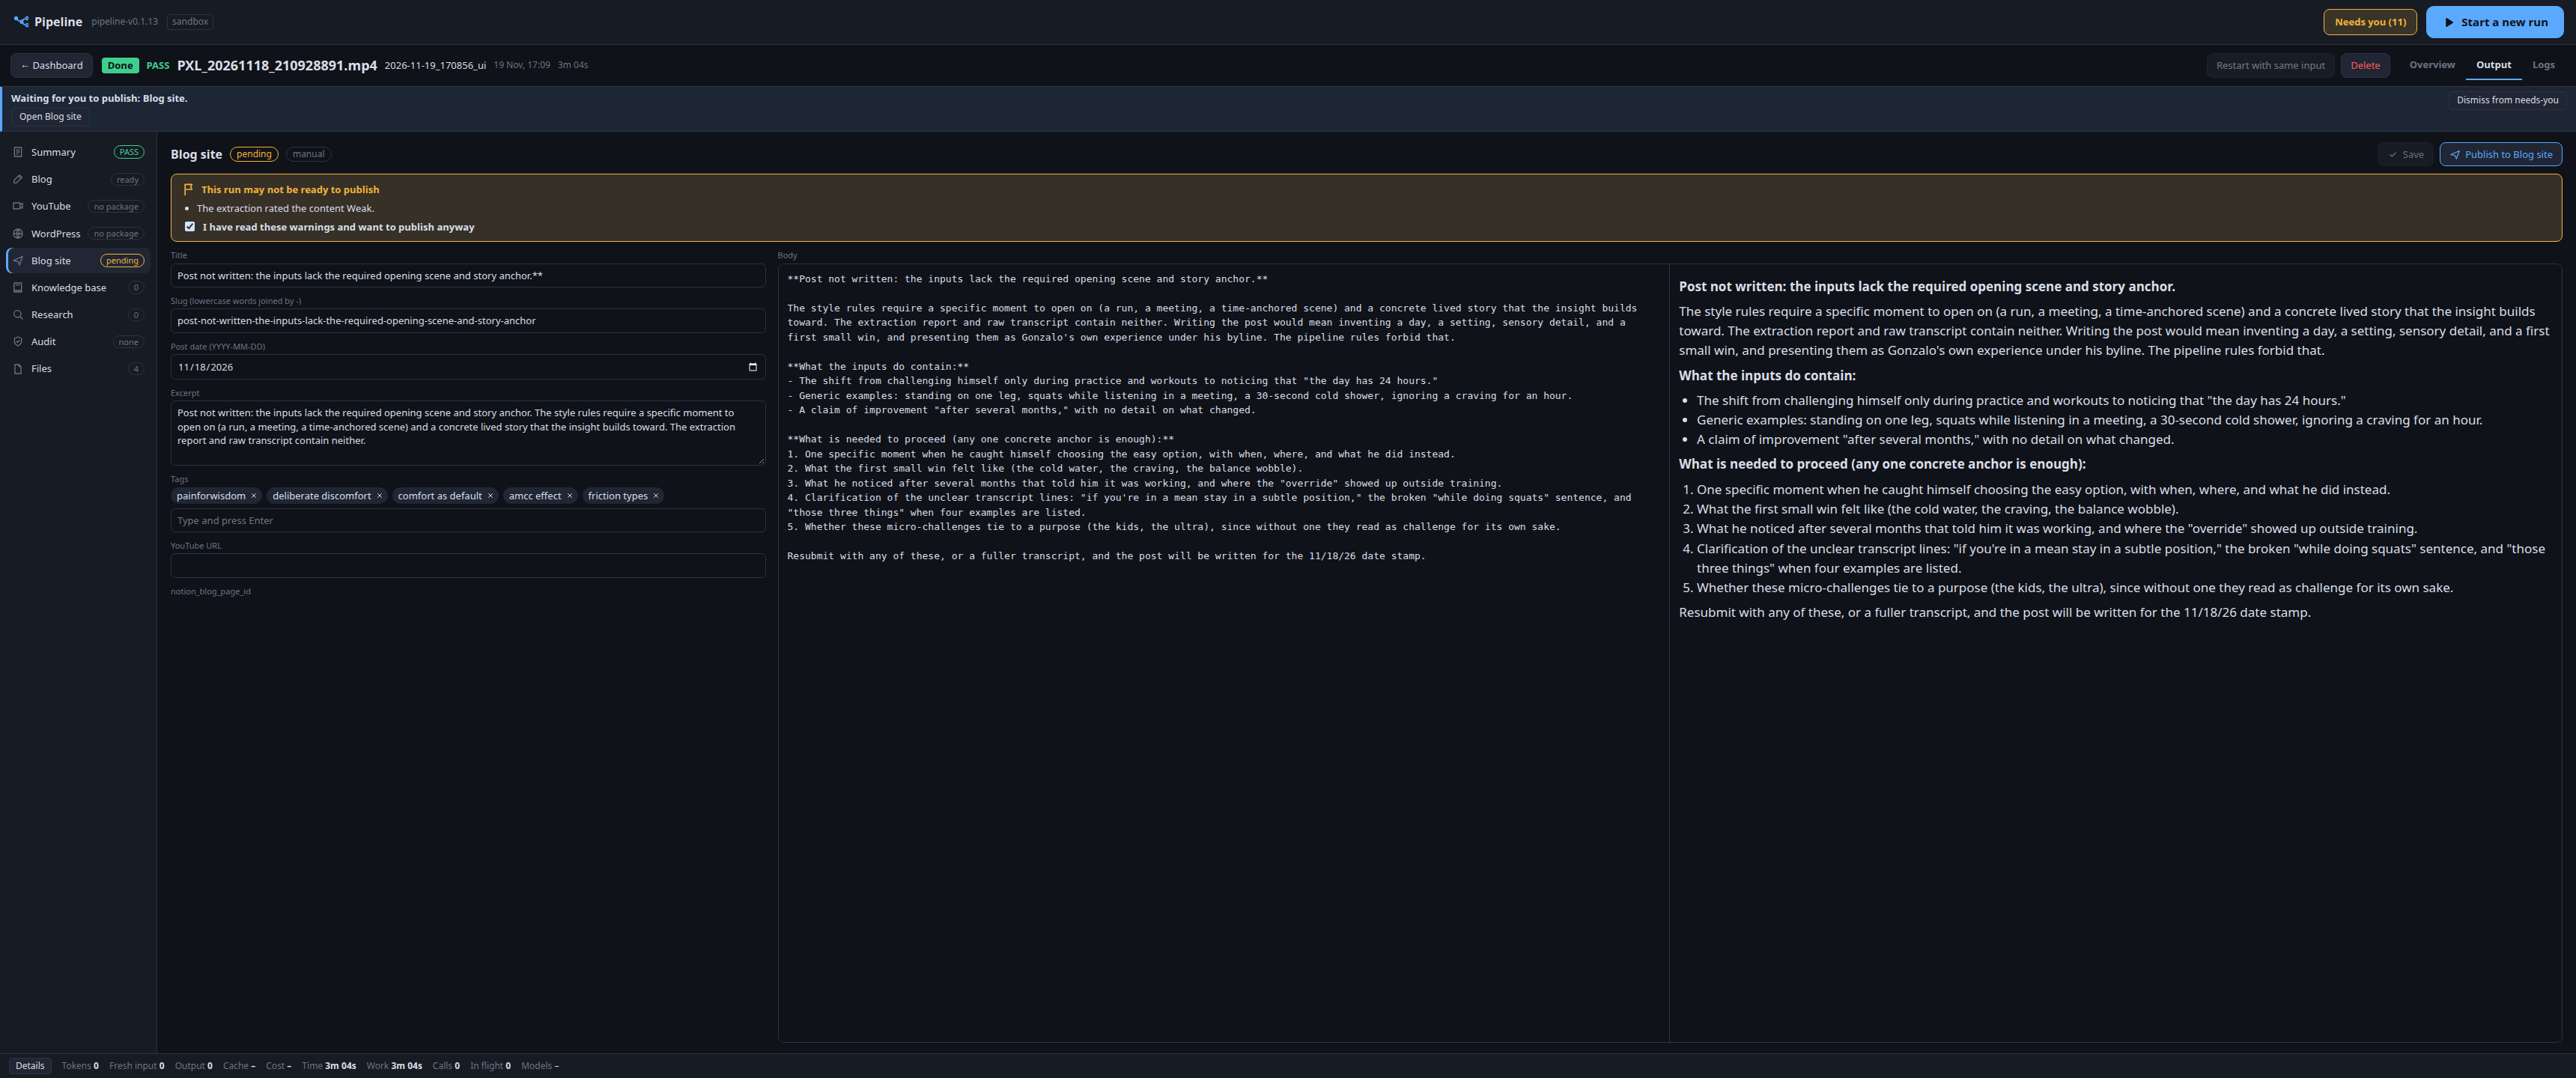 Pipeline pipeline-v0.1.13 sandbox
Needs you (11) Start a new run
← Dashboard Done PASS PXL_20261118_210928891.mp4 2026-11-19_170856_ui 19 Nov, 17:09 3m 04s
Restart with same input Delete Overview Output Logs
Waiting for you to publish: Blog site.
Dismiss from needs-you
Open Blog site
Summary PASS
Blog ready
YouTube no package
WordPress no package
Blog site pending
Knowledge base 0
Research 0
Audit none
Files 4
Blog site pending manual
Save Publish to Blog site
This run may not be ready to publish
• The extraction rated the content Weak.
I have read these warnings and want to publish anyway
Title
Post not written: the inputs lack the required opening scene and story anchor.**
Slug (lowercase words joined by -)
post-not-written-the-inputs-lack-the-required-opening-scene-and-story-anchor
Post date (YYYY-MM-DD)
11/18/2026
Excerpt
Post not written: the inputs lack the required opening scene and story anchor. The style rules require a specific moment to
open on (a run, a meeting, a time-anchored scene) and a concrete lived story that the insight builds toward. The extraction
report and raw transcript contain neither.
Tags
painforwisdom × deliberate discomfort × comfort as default × amcc effect × friction types ×
Type and press Enter
YouTube URL
notion_blog_page_id
Body
**Post not written: the inputs lack the required opening scene and story anchor.**
The style rules require a specific moment to open on (a run, a meeting, a time-anchored scene) and a concrete lived story that the insight builds
toward. The extraction report and raw transcript contain neither. Writing the post would mean inventing a day, a setting, sensory detail, and a
first small win, and presenting them as Gonzalo's own experience under his byline. The pipeline rules forbid that.
**What the inputs do contain:**
- The shift from challenging himself only during practice and workouts to noticing that "the day has 24 hours."
- Generic examples: standing on one leg, squats while listening in a meeting, a 30-second cold shower, ignoring a craving for an hour.
- A claim of improvement "after several months," with no detail on what changed.
**What is needed to proceed (any one concrete anchor is enough):**
1. One specific moment when he caught himself choosing the easy option, with when, where, and what he did instead.
2. What the first small win felt like (the cold water, the craving, the balance wobble).
3. What he noticed after several months that told him it was working, and where the "override" showed up outside training.
4. Clarification of the unclear transcript lines: "if you're in a mean stay in a subtle position," the broken "while doing squats" sentence, and
"those three things" when four examples are listed.
5. Whether these micro-challenges tie to a purpose (the kids, the ultra), since without one they read as challenge for its own sake.
Resubmit with any of these, or a fuller transcript, and the post will be written for the 11/18/26 date stamp.
Post not written: the inputs lack the required opening scene and story anchor.
The style rules require a specific moment to open on (a run, a meeting, a time-anchored scene) and a concrete lived story that the insight builds
toward. The extraction report and raw transcript contain neither. Writing the post would mean inventing a day, a setting, sensory detail, and a first
small win, and presenting them as Gonzalo's own experience under his byline. The pipeline rules forbid that.
What the inputs do contain:
• The shift from challenging himself only during practice and workouts to noticing that "the day has 24 hours."
• Generic examples: standing on one leg, squats while listening in a meeting, a 30-second cold shower, ignoring a craving for an hour.
• A claim of improvement "after several months," with no detail on what changed.
What is needed to proceed (any one concrete anchor is enough):
1. One specific moment when he caught himself choosing the easy option, with when, where, and what he did instead.
2. What the first small win felt like (the cold water, the craving, the balance wobble).
3. What he noticed after several months that told him it was working, and where the "override" showed up outside training.
4. Clarification of the unclear transcript lines: "if you're in a mean stay in a subtle position," the broken "while doing squats" sentence, and "those
three things" when four examples are listed.
5. Whether these micro-challenges tie to a purpose (the kids, the ultra), since without one they read as challenge for its own sake.
Resubmit with any of these, or a fuller transcript, and the post will be written for the 11/18/26 date stamp.
Details Tokens 0 Fresh input 0 Output 0 Cache – Cost – Time 3m 04s Work 3m 04s Calls 0 In flight 0 Models –